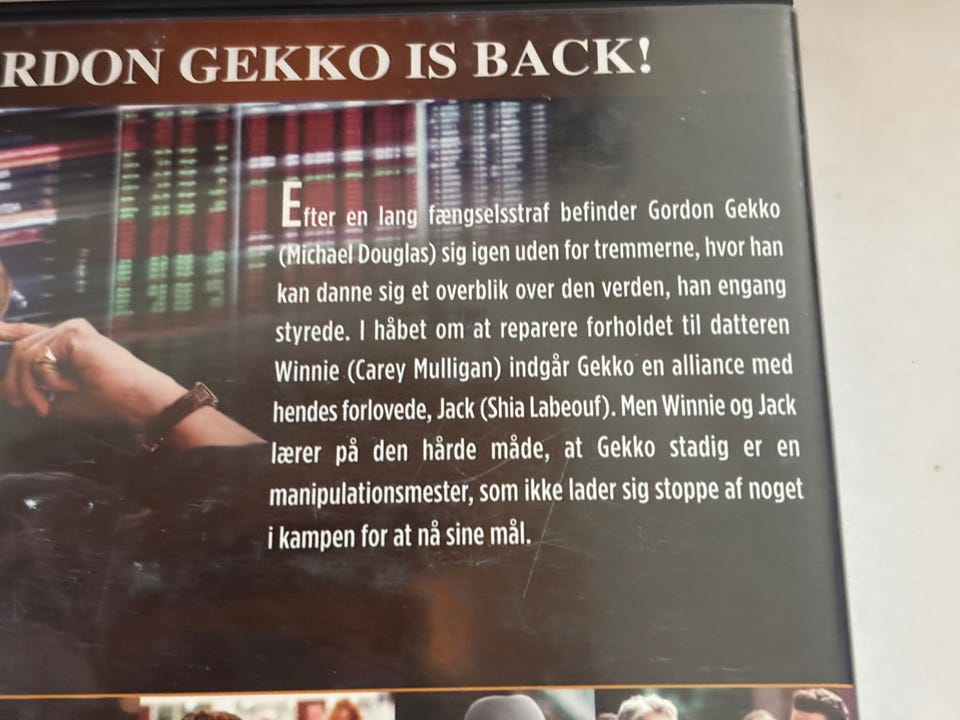 RDON GEKKO IS BACK!
Efter en lang fængselsstraf befinder Gordon Gekko
(Michael Douglas) sig igen uden for tremmerne, hvor han
kan danne sig et overblik over den verden, han engang
styrede. I håbet om at reparere forholdet til datteren
Winnie (Carey Mulligan) indgår Gekko en alliance med
hendes forlovede, Jack (Shia Labeouf). Men Winnie og Jack
lærer på den hårde måde, at Gekko stadig er en
manipulationsmester, som ikke lader sig stoppe af noget
i kampen for at nå sine mål.